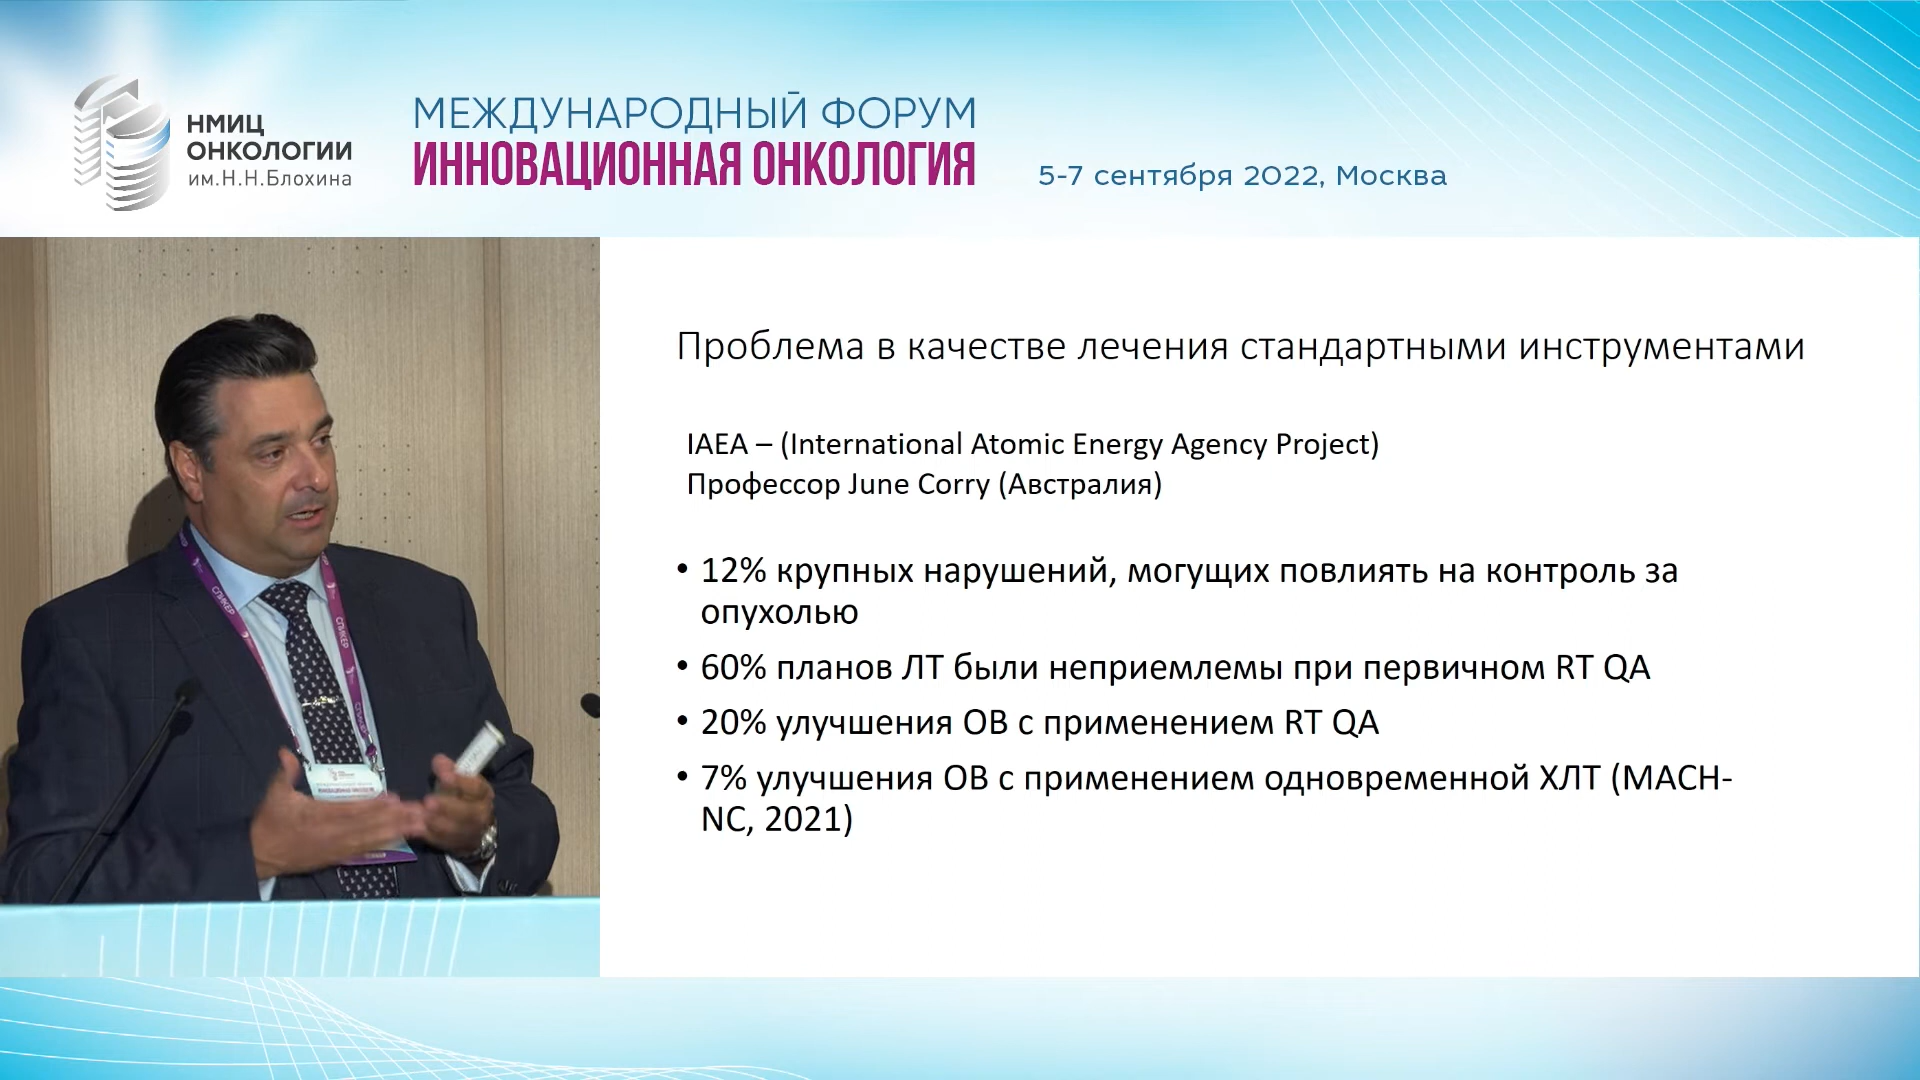 НМИЦ
ОНКОЛОГИИ
им.Н.Н.Блохина
МЕЖДУНАРОДНЫЙ ФОРУМ
ИННОВАЦИОННАЯ ОНКОЛОГИЯ
5-7 сентября 2022, Москва
СПИКЕР
СПИКЕР
Проблема в качестве лечения стандартными инструментами
IAEA – (International Atomic Energy Agency Project)
Профессор June Corry (Австралия)
• 12% крупных нарушений, могущих повлиять на контроль за
опухолью
• 60% планов ЛТ были неприемлемы при первичном RT QA
• 20% улучшения ОВ с применением RT QA
• 7% улучшения ОВ с применением одновременной ХЛТ (MACH-
NC, 2021)